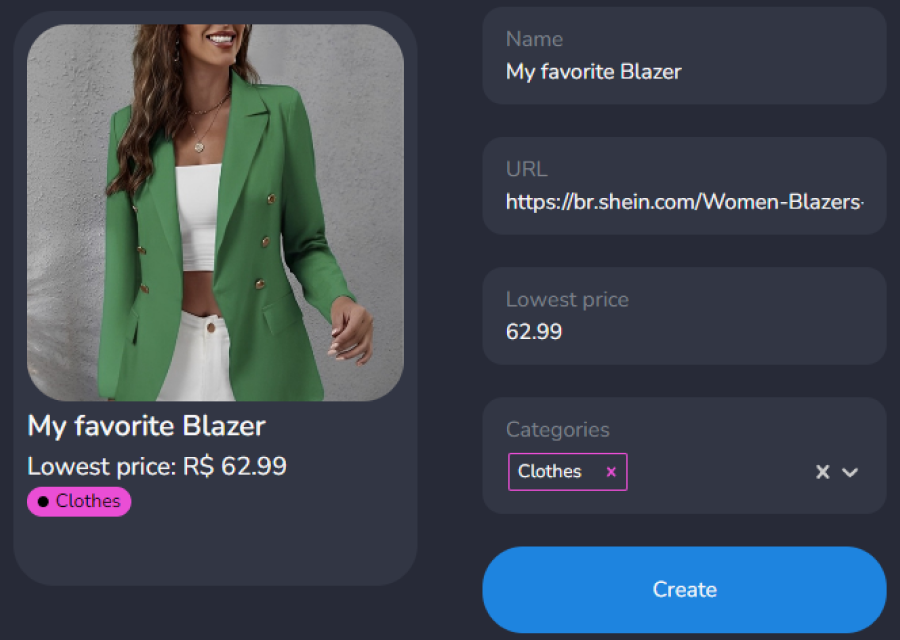 My favorite Blazer
Lowest price: R$ 62.99
Clothes
Name
My favorite Blazer
URL
https://br.shein.com/Women-Blazers-
Lowest price
62.99
Categories
Clothes x
Create